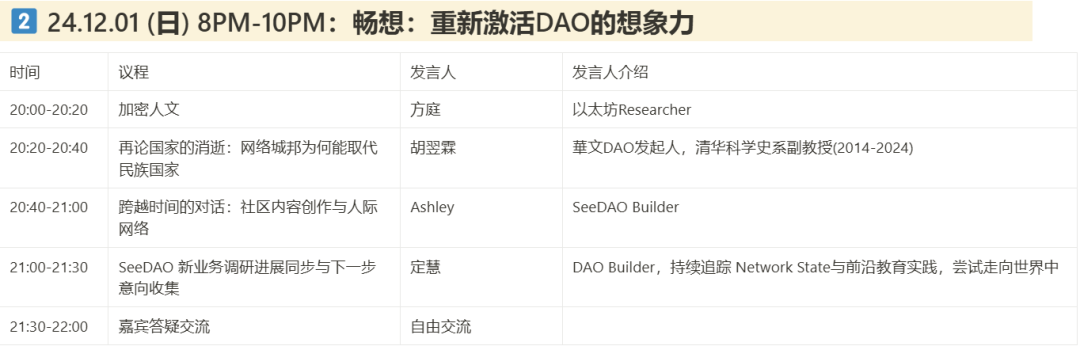 2 24.12.01 (日) 8PM-10PM：畅想：重新激活DAO的想象力
时间 议程 发言人 发言人介绍
20:00-20:20 加密人文 方庭 以太坊Researcher
20:20-20:40 再论国家的消逝：网络城邦为何能取代 胡翌霖 華文DAO发起人，清华科学史系副教授(2014-2024)
民族国家
20:40-21:00 跨越时间的对话：社区内容创作与人际 Ashley SeeDAO Builder
网络
21:00-21:30 SeeDAO 新业务调研进展同步与下一步 定慧 DAO Builder，持续追踪 Network State与前沿教育实践，尝试走向世界中
意向收集
21:30-22:00 嘉宾答疑交流 自由交流